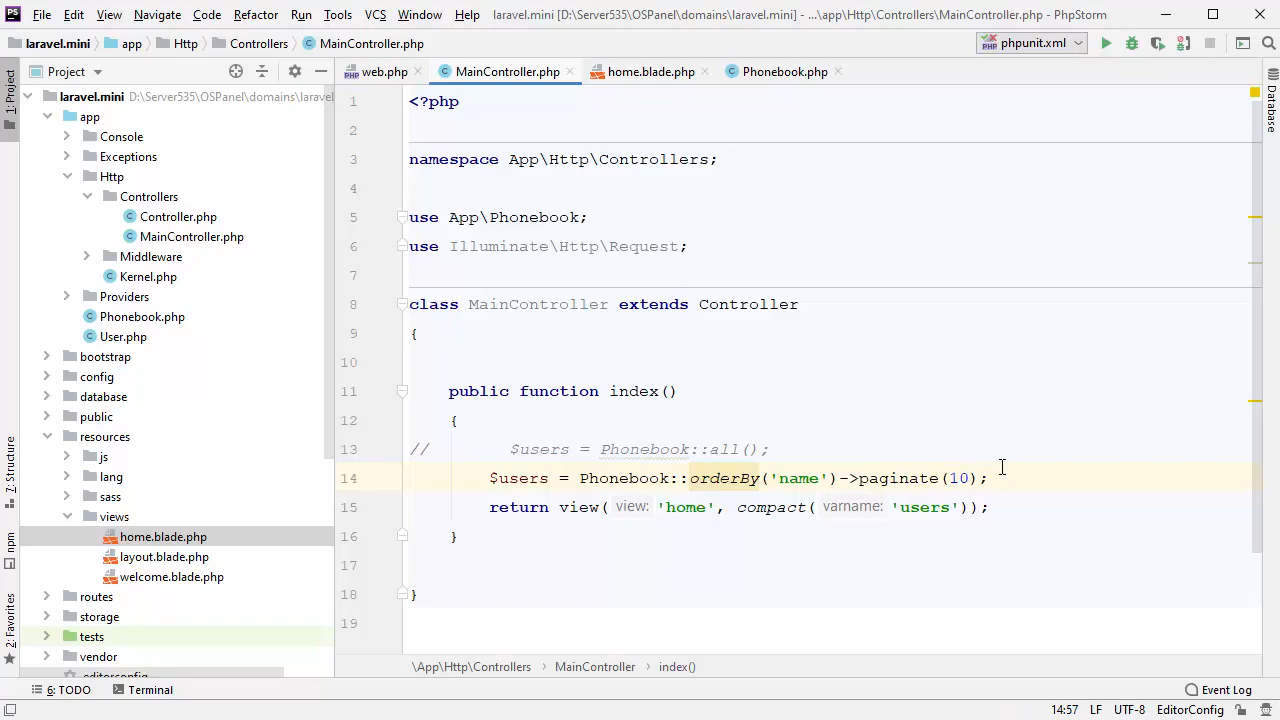 PS File Edit View Navigate Code Refactor Run Tools VCS Window Help laravel.mini [D:\Server535\OSPanel\domains\laravel.mini] - ...\app\Http\Controllers\MainController.php - PhpStorm
laravel.mini app Http Controllers MainController.php phpunit.xml
Project web.php MainController.php home.blade.php Phonebook.php
1: Project
Database
laravel.mini D:\Server535\OSPanel\domains\laravel
app
Console
Exceptions
Http
Controllers
Controller.php
MainController.php
Middleware
Kernel.php
Providers
Phonebook.php
User.php
bootstrap
config
database
public
resources
js
lang
sass
views
home.blade.php
layout.blade.php
welcome.blade.php
routes
storage
tests
vendor
.editorconfig
7: Structure
npm
2: Favorites
1 <?php
2
3 namespace App\Http\Controllers;
4
5 use App\Phonebook;
6 use Illuminate\Http\Request;
7
8 class MainController extends Controller
9 {
10
11 public function index()
12 {
13 // $users = Phonebook::all();
14 $users = Phonebook::orderBy('name')->paginate(10);
15 return view( view: 'home', compact( varname: 'users'));
16 }
17
18 }
19
\App\Http\Controllers › MainController › index()
6: TODO Terminal Event Log
14:57 LF UTF-8 EditorConfig